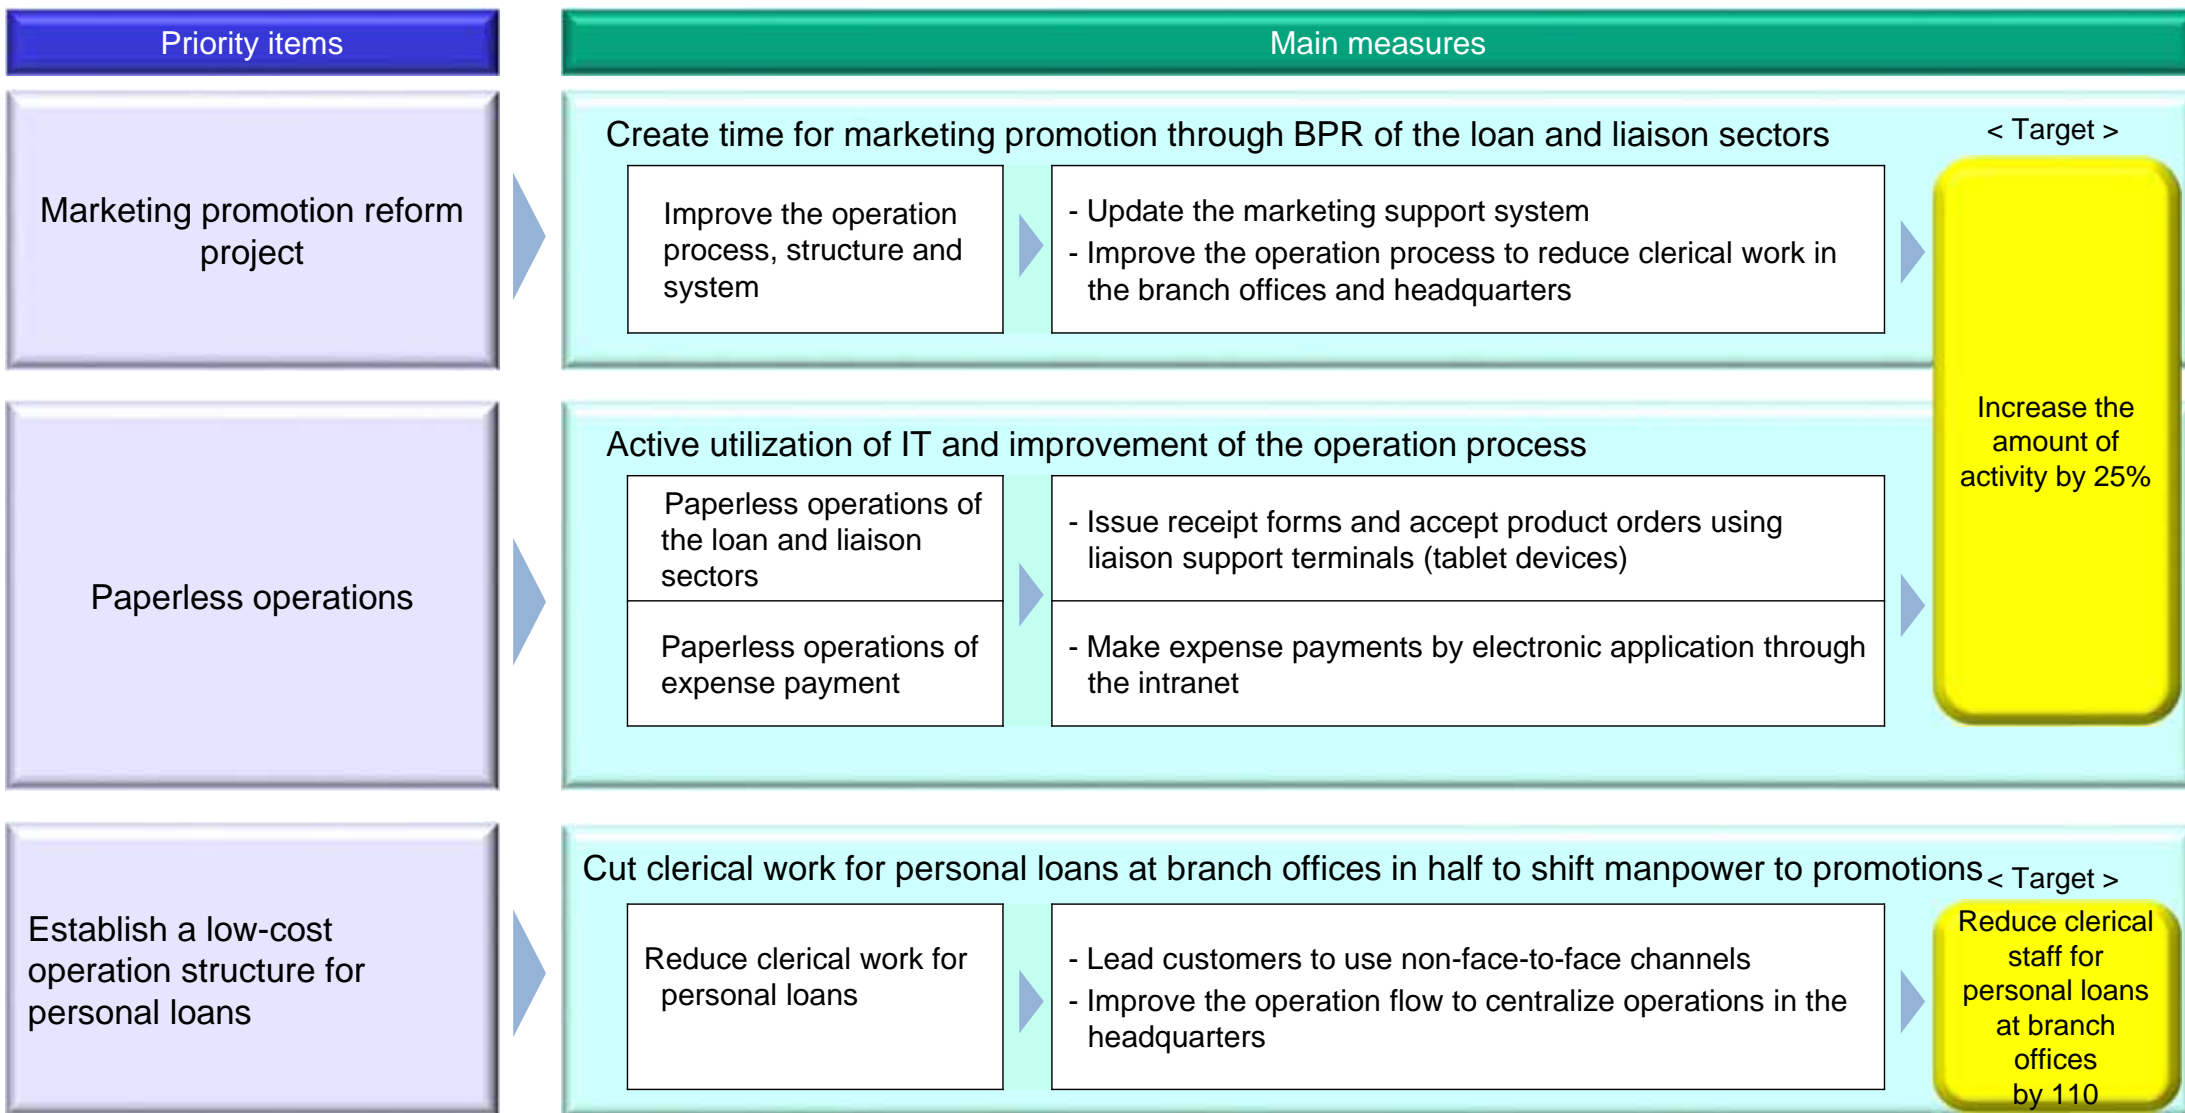 Priority items
Main measures
Marketing promotion reform
project
Create time for marketing promotion through BPR of the loan and liaison sectors
< Target >
Improve the operation
process, structure and
system
- Update the marketing support system
- Improve the operation process to reduce clerical work in
the branch offices and headquarters
Increase the
amount of
activity by 25%
Paperless operations
Active utilization of IT and improvement of the operation process
Paperless operations of
the loan and liaison
sectors
- Issue receipt forms and accept product orders using
liaison support terminals (tablet devices)
Paperless operations of
expense payment
- Make expense payments by electronic application through
the intranet
Establish a low-cost
operation structure for
personal loans
Cut clerical work for personal loans at branch offices in half to shift manpower to promotions
< Target >
Reduce clerical work for
personal loans
- Lead customers to use non-face-to-face channels
- Improve the operation flow to centralize operations in the
headquarters
Reduce clerical
staff for
personal loans
at branch
offices
by 110